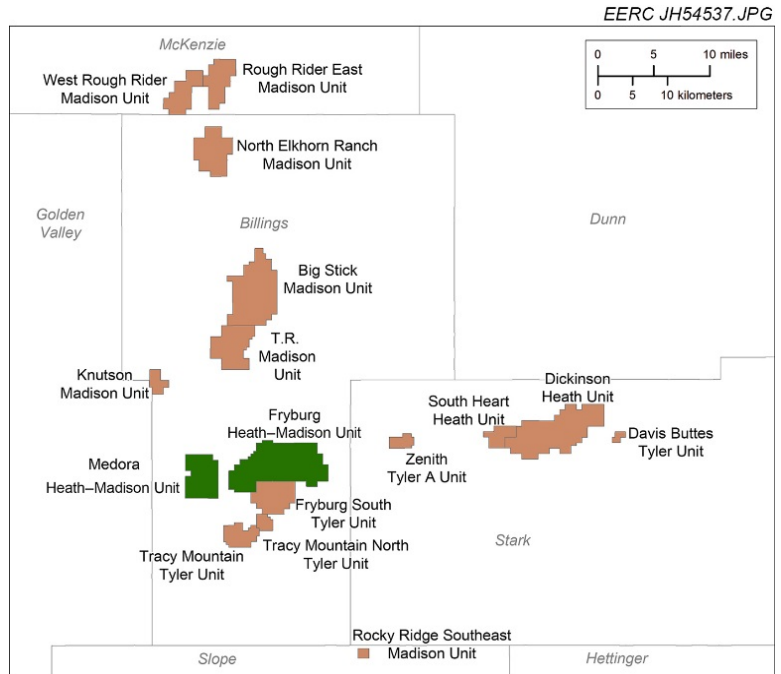 EERC JH54537.JPG
McKenzie
0 5 10 miles
0 5 10 kilometers
West Rough Rider
Madison Unit
Rough Rider East
Madison Unit
North Elkhorn Ranch
Madison Unit
Golden
Valley
Billings
Dunn
Big Stick
Madison Unit
T.R.
Madison
Unit
Knutson
Madison Unit
Dickinson
Heath Unit
South Heart
Heath Unit
Fryburg
Heath–Madison Unit
Davis Buttes
Tyler Unit
Zenith
Tyler A Unit
Medora
Heath–Madison Unit
Fryburg South
Tyler Unit
Tracy Mountain North
Tyler Unit
Tracy Mountain
Tyler Unit
Stark
Rocky Ridge Southeast
Madison Unit
Slope
Hettinger